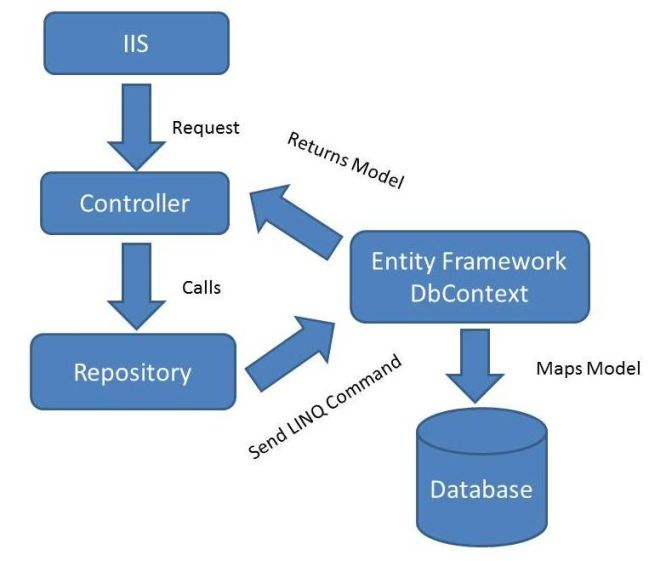 IIS
Request
Returns Model
Controller
Entity Framework
DbContext
Calls
Repository
Send LINQ Command
Maps Model
Database